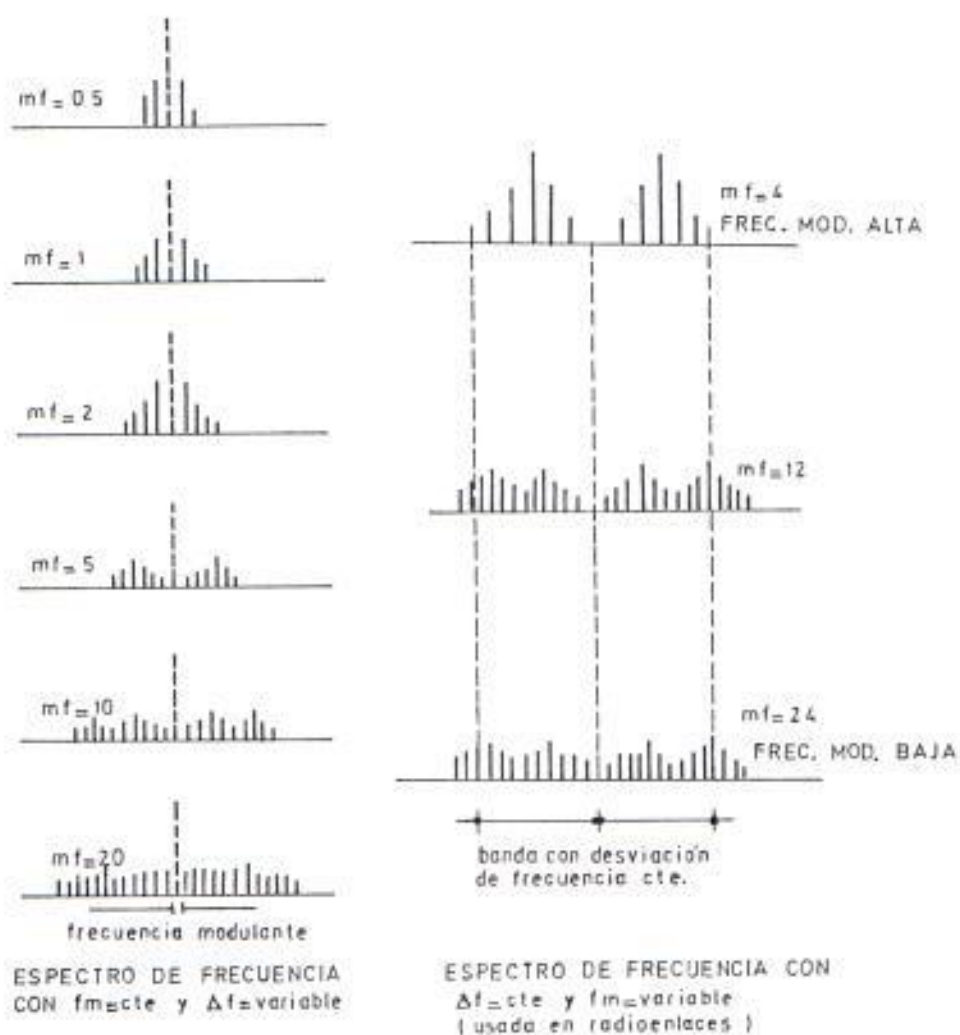 mf = 0.5
mf = 1
mf = 2
mf = 5
mf = 10
mf = 20
frecuencia modulante
ESPECTRO DE FRECUENCIA
CON fm = cte y Δf = variable
mf = 4
FREC. MOD. ALTA
mf = 12
mf = 24
FREC. MOD. BAJA
banda con desviación
de frecuencia cte.
ESPECTRO DE FRECUENCIA CON
Δf = cte y fm = variable
( usada en radioenlaces )